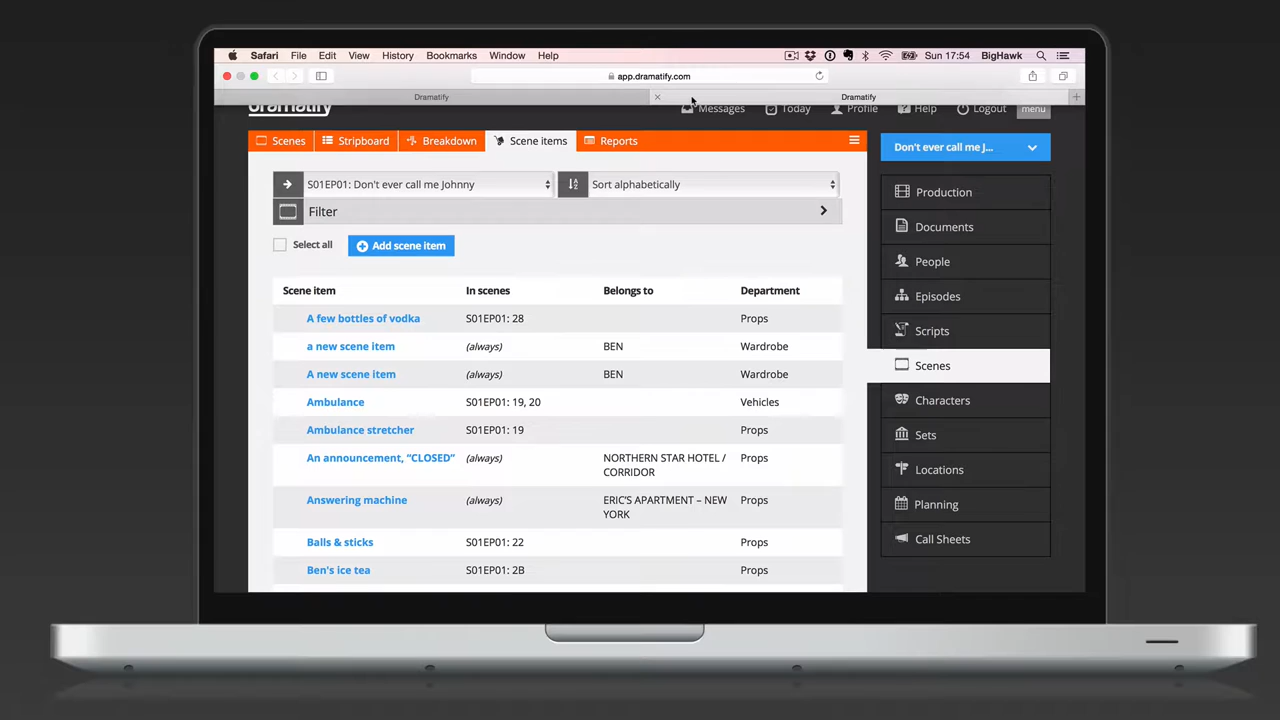 Safari File Edit View History Bookmarks Window Help Sun 17:54 BigHawk
app.dramatify.com
Dramatify Dramatify
dramatify Messages Today Profile Help Logout menu
Scenes Stripboard Breakdown Scene items Reports
Don't ever call me J...
S01EP01: Don't ever call me Johnny Sort alphabetically
Filter
Select all Add scene item
Scene item In scenes Belongs to Department
A few bottles of vodka S01EP01: 28 Props
a new scene item (always) BEN Wardrobe
A new scene item (always) BEN Wardrobe
Ambulance S01EP01: 19, 20 Vehicles
Ambulance stretcher S01EP01: 19 Props
An announcement, “CLOSED” (always) NORTHERN STAR HOTEL / Props
CORRIDOR
Answering machine (always) ERIC'S APARTMENT – NEW Props
YORK
Balls & sticks S01EP01: 22 Props
Ben's ice tea S01EP01: 2B Props
Production
Documents
People
Episodes
Scripts
Scenes
Characters
Sets
Locations
Planning
Call Sheets